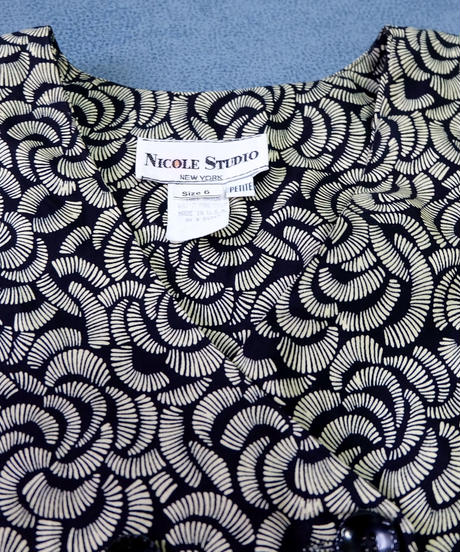 NICOLE STUDIO
NEW YORK
Size 6
PETITE
MADE IN U.S.A.